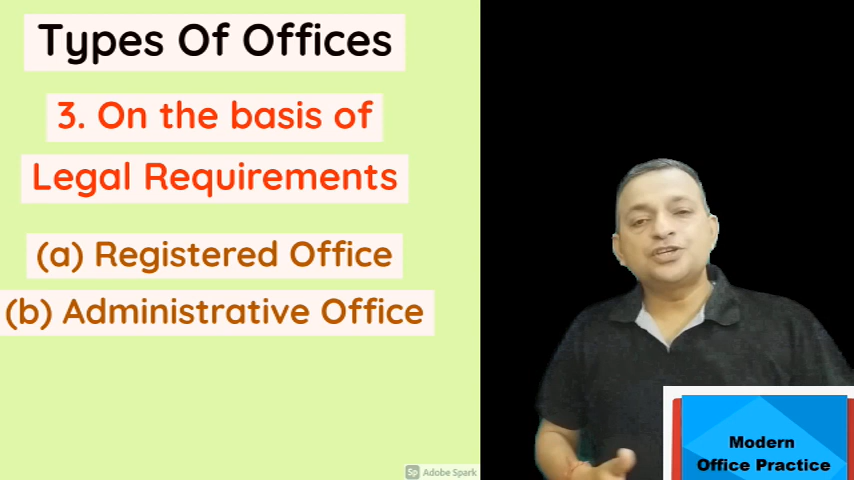 Types Of Offices
3. On the basis of
Legal Requirements
(a) Registered Office
(b) Administrative Office
Sp Adobe Spark
Modern
Office Practice